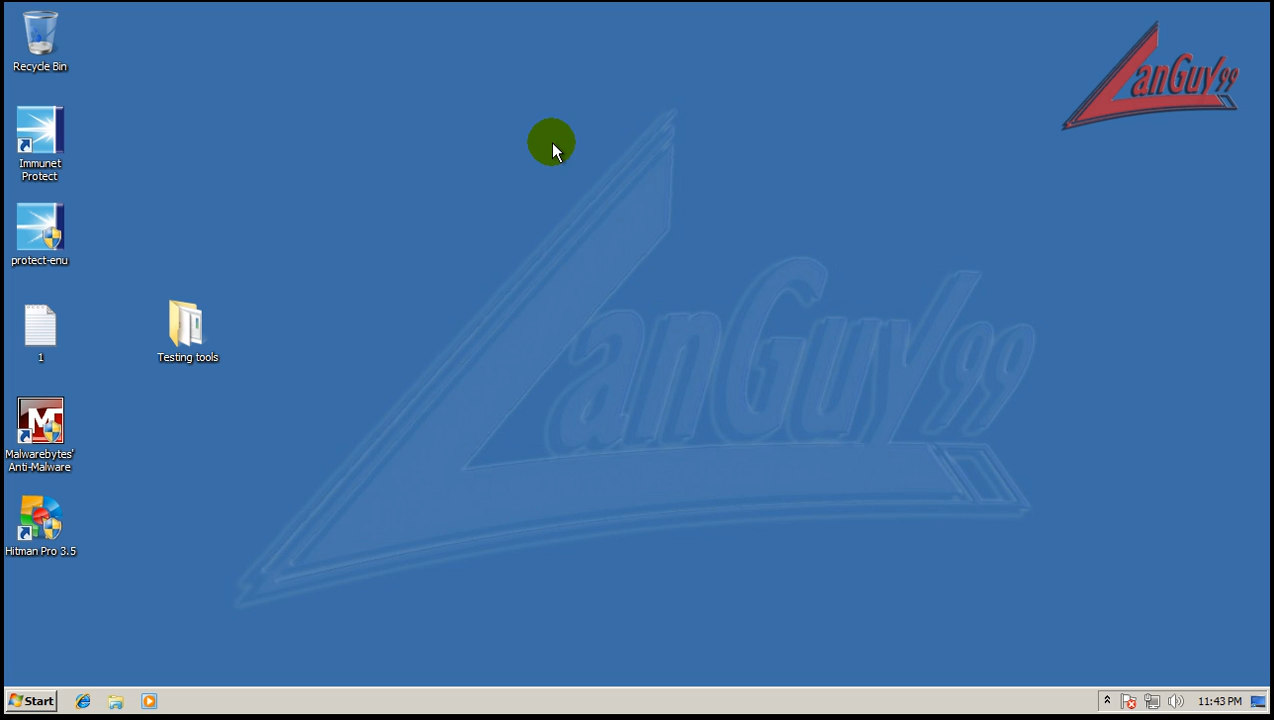 Recycle Bin
LanGuy99
Immunet
Protect
protect-enu
1
Testing tools
LanGuy99
Malwarebytes'
Anti-Malware
Hitman Pro 3.5
Start
11:43 PM